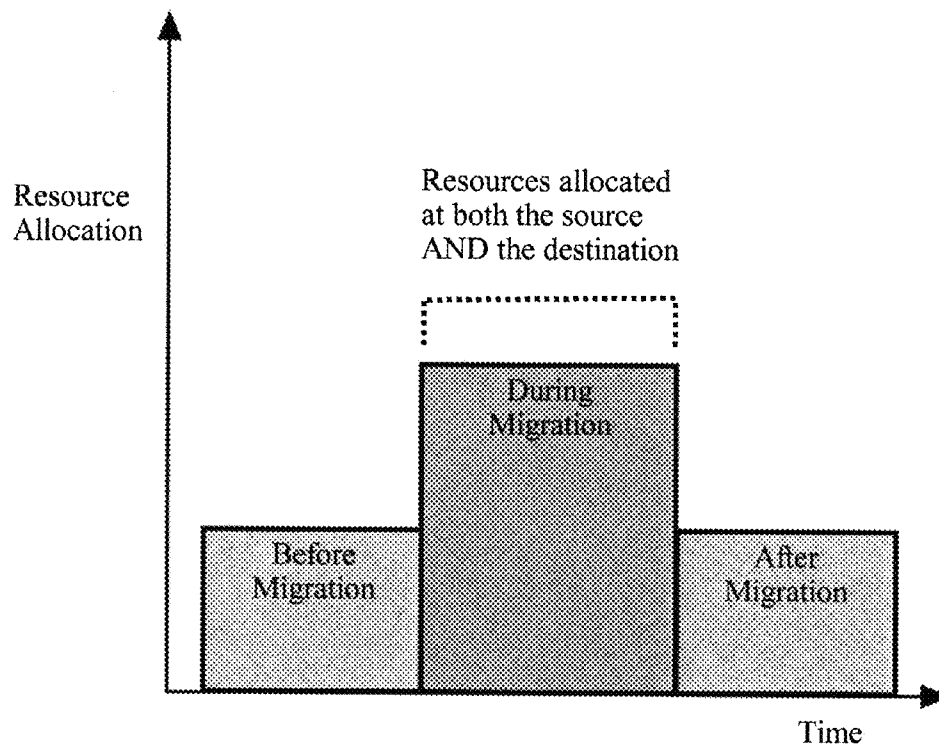 Resource
Allocation
Resources allocated
at both the source
AND the destination
During
Migration
Before
Migration
After
Migration
Time